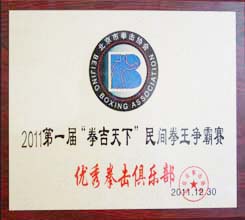 北京市拳击协会
BEIJING BOXING ASSOCIATION
2011第一届“拳吉天下”民间拳王争霸赛
优秀拳击俱乐部
2011.12.30